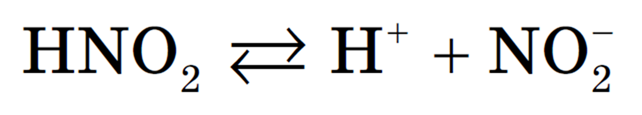 HNO₂ ⇄ H⁺ + NO₂⁻